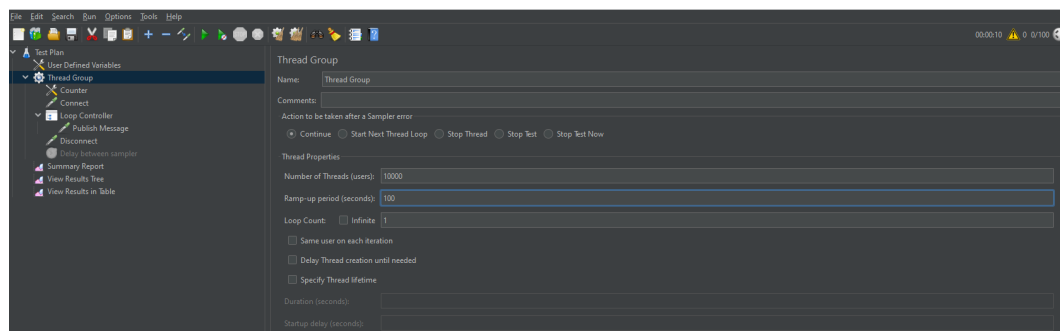 File Edit Search Run Options Tools Help
00:00:10 0 0/100
Test Plan
User Defined Variables
Thread Group
Counter
Connect
Loop Controller
Publish Message
Disconnect
Delay between sampler
Summary Report
View Results Tree
View Results in Table
Thread Group
Name: Thread Group
Comments:
Action to be taken after a Sampler error
Continue Start Next Thread Loop Stop Thread Stop Test Stop Test Now
Thread Properties
Number of Threads (users): 10000
Ramp-up period (seconds): 100
Loop Count: Infinite 1
Same user on each iteration
Delay Thread creation until needed
Specify Thread lifetime
Duration (seconds):
Startup delay (seconds):